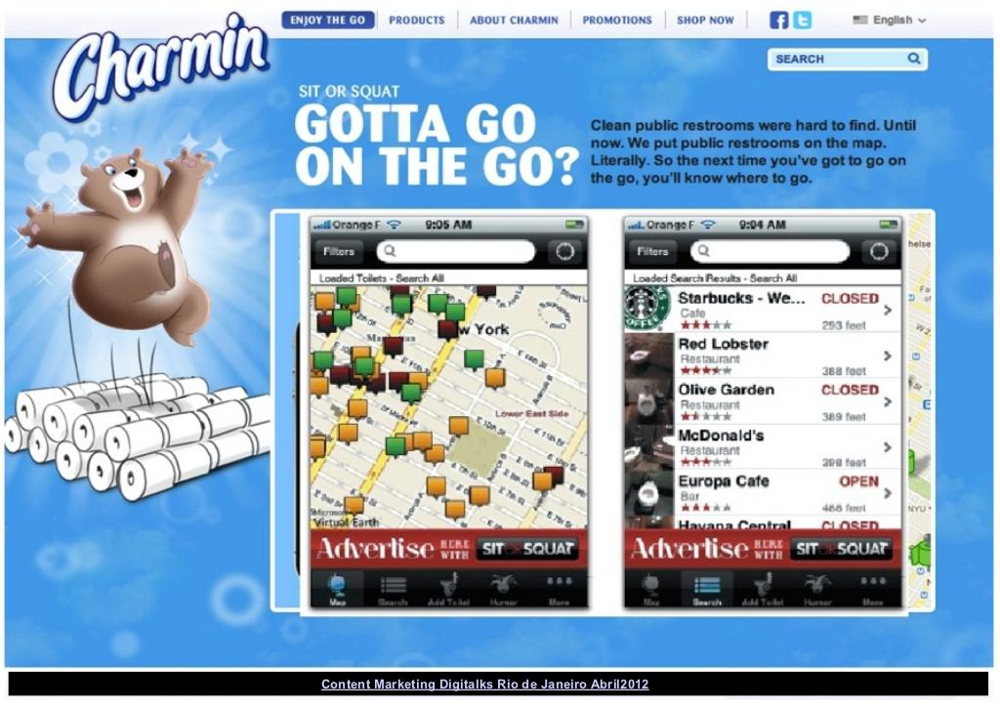 Charmin
ENJOY THE GO
PRODUCTS
ABOUT CHARMIN
PROMOTIONS
SHOP NOW
English
SEARCH
SIT OR SQUAT
GOTTA GO
ON THE GO?
Clean public restrooms were hard to find. Until
now. We put public restrooms on the map.
Literally. So the next time you've got to go on
the go, you'll know where to go.
Orange F 9:05 AM
Filters
Loaded Toilets - Search All
w York
Lower East Side
Microsoft
Virtual Earth
Advertise HERE WITH SIT OR SQUAT
Map Search Add Toilet More
Orange F 9:04 AM
Filters
Loaded Search Results - Search All
Starbucks - We... CLOSED
Cafe
293 feet
Red Lobster
Restaurant
388 feet
Olive Garden CLOSED
Restaurant
389 feet
McDonald's
Restaurant
398 feet
Europa Cafe OPEN
Bar
466 feet
Havana Central CLOSED
Advertise HERE WITH SIT OR SQUAT
Map Search Add Toilet More
Content Marketing Digitalks Rio de Janeiro Abril2012